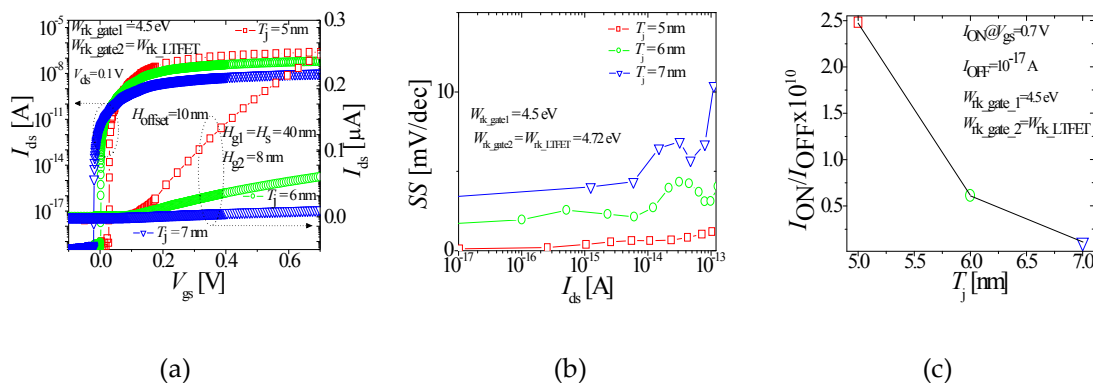 10^-5
10^-8
10^-11
10^-14
10^-17
I_ds [A]
W_rk_gate1=4.5 eV
W_rk_gate2=W_rk_LTFET
V_ds=0.1 V
T_j=5 nm
H_offset=10 nm
H_g1=H_s=40 nm
H_g2=8 nm
T_j=6 nm
T_j=7 nm
0.3
0.2
0.1
0.0
I_ds [μA]
0.0 0.2 0.4 0.6
V_gs [V]
(a)
10
0
SS [mV/dec]
T_j=5 nm
T_j=6 nm
T_j=7 nm
W_rk_gate1=4.5 eV
W_rk_gate2=W_rk_LTFET=4.72 eV
10^-17 10^-16 10^-15 10^-14 10^-13
I_ds [A]
(b)
2.5
2.0
1.5
1.0
0.5
I_ON/I_OFF×10^10
I_ON@V_gs=0.7 V
I_OFF=10^-17 A
W_rk_gate_1=4.5 eV
W_rk_gate_2=W_rk_LTFET
5.0 5.5 6.0 6.5 7.0
T_j [nm]
(c)